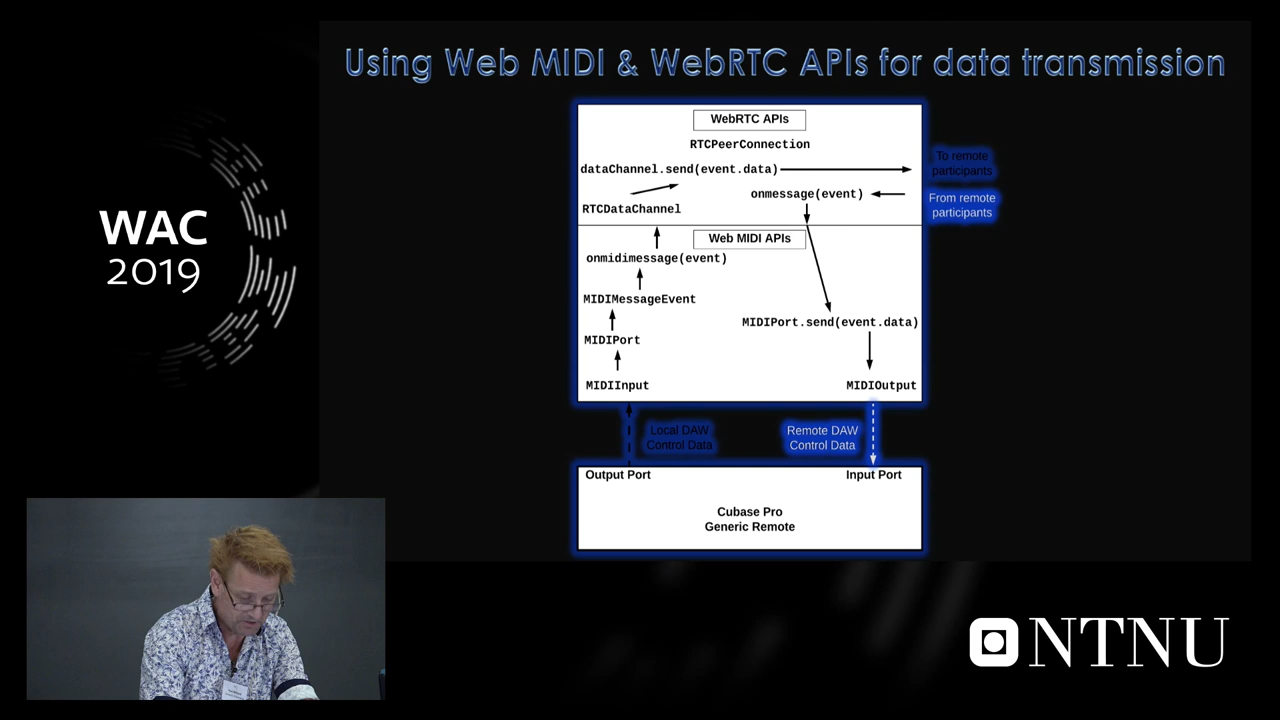 Using Web MIDI & WebRTC APIs for data transmission
WebRTC APIs
RTCPeerConnection
dataChannel.send(event.data)
To remote
participants
onmessage(event)
From remote
participants
RTCDataChannel
Web MIDI APIs
onmidimessage(event)
MIDIMessageEvent
MIDIPort.send(event.data)
MIDIPort
MIDIInput
MIDIOutput
Local DAW
Control Data
Remote DAW
Control Data
Output Port
Input Port
Cubase Pro
Generic Remote
WAC
2019
NTNU